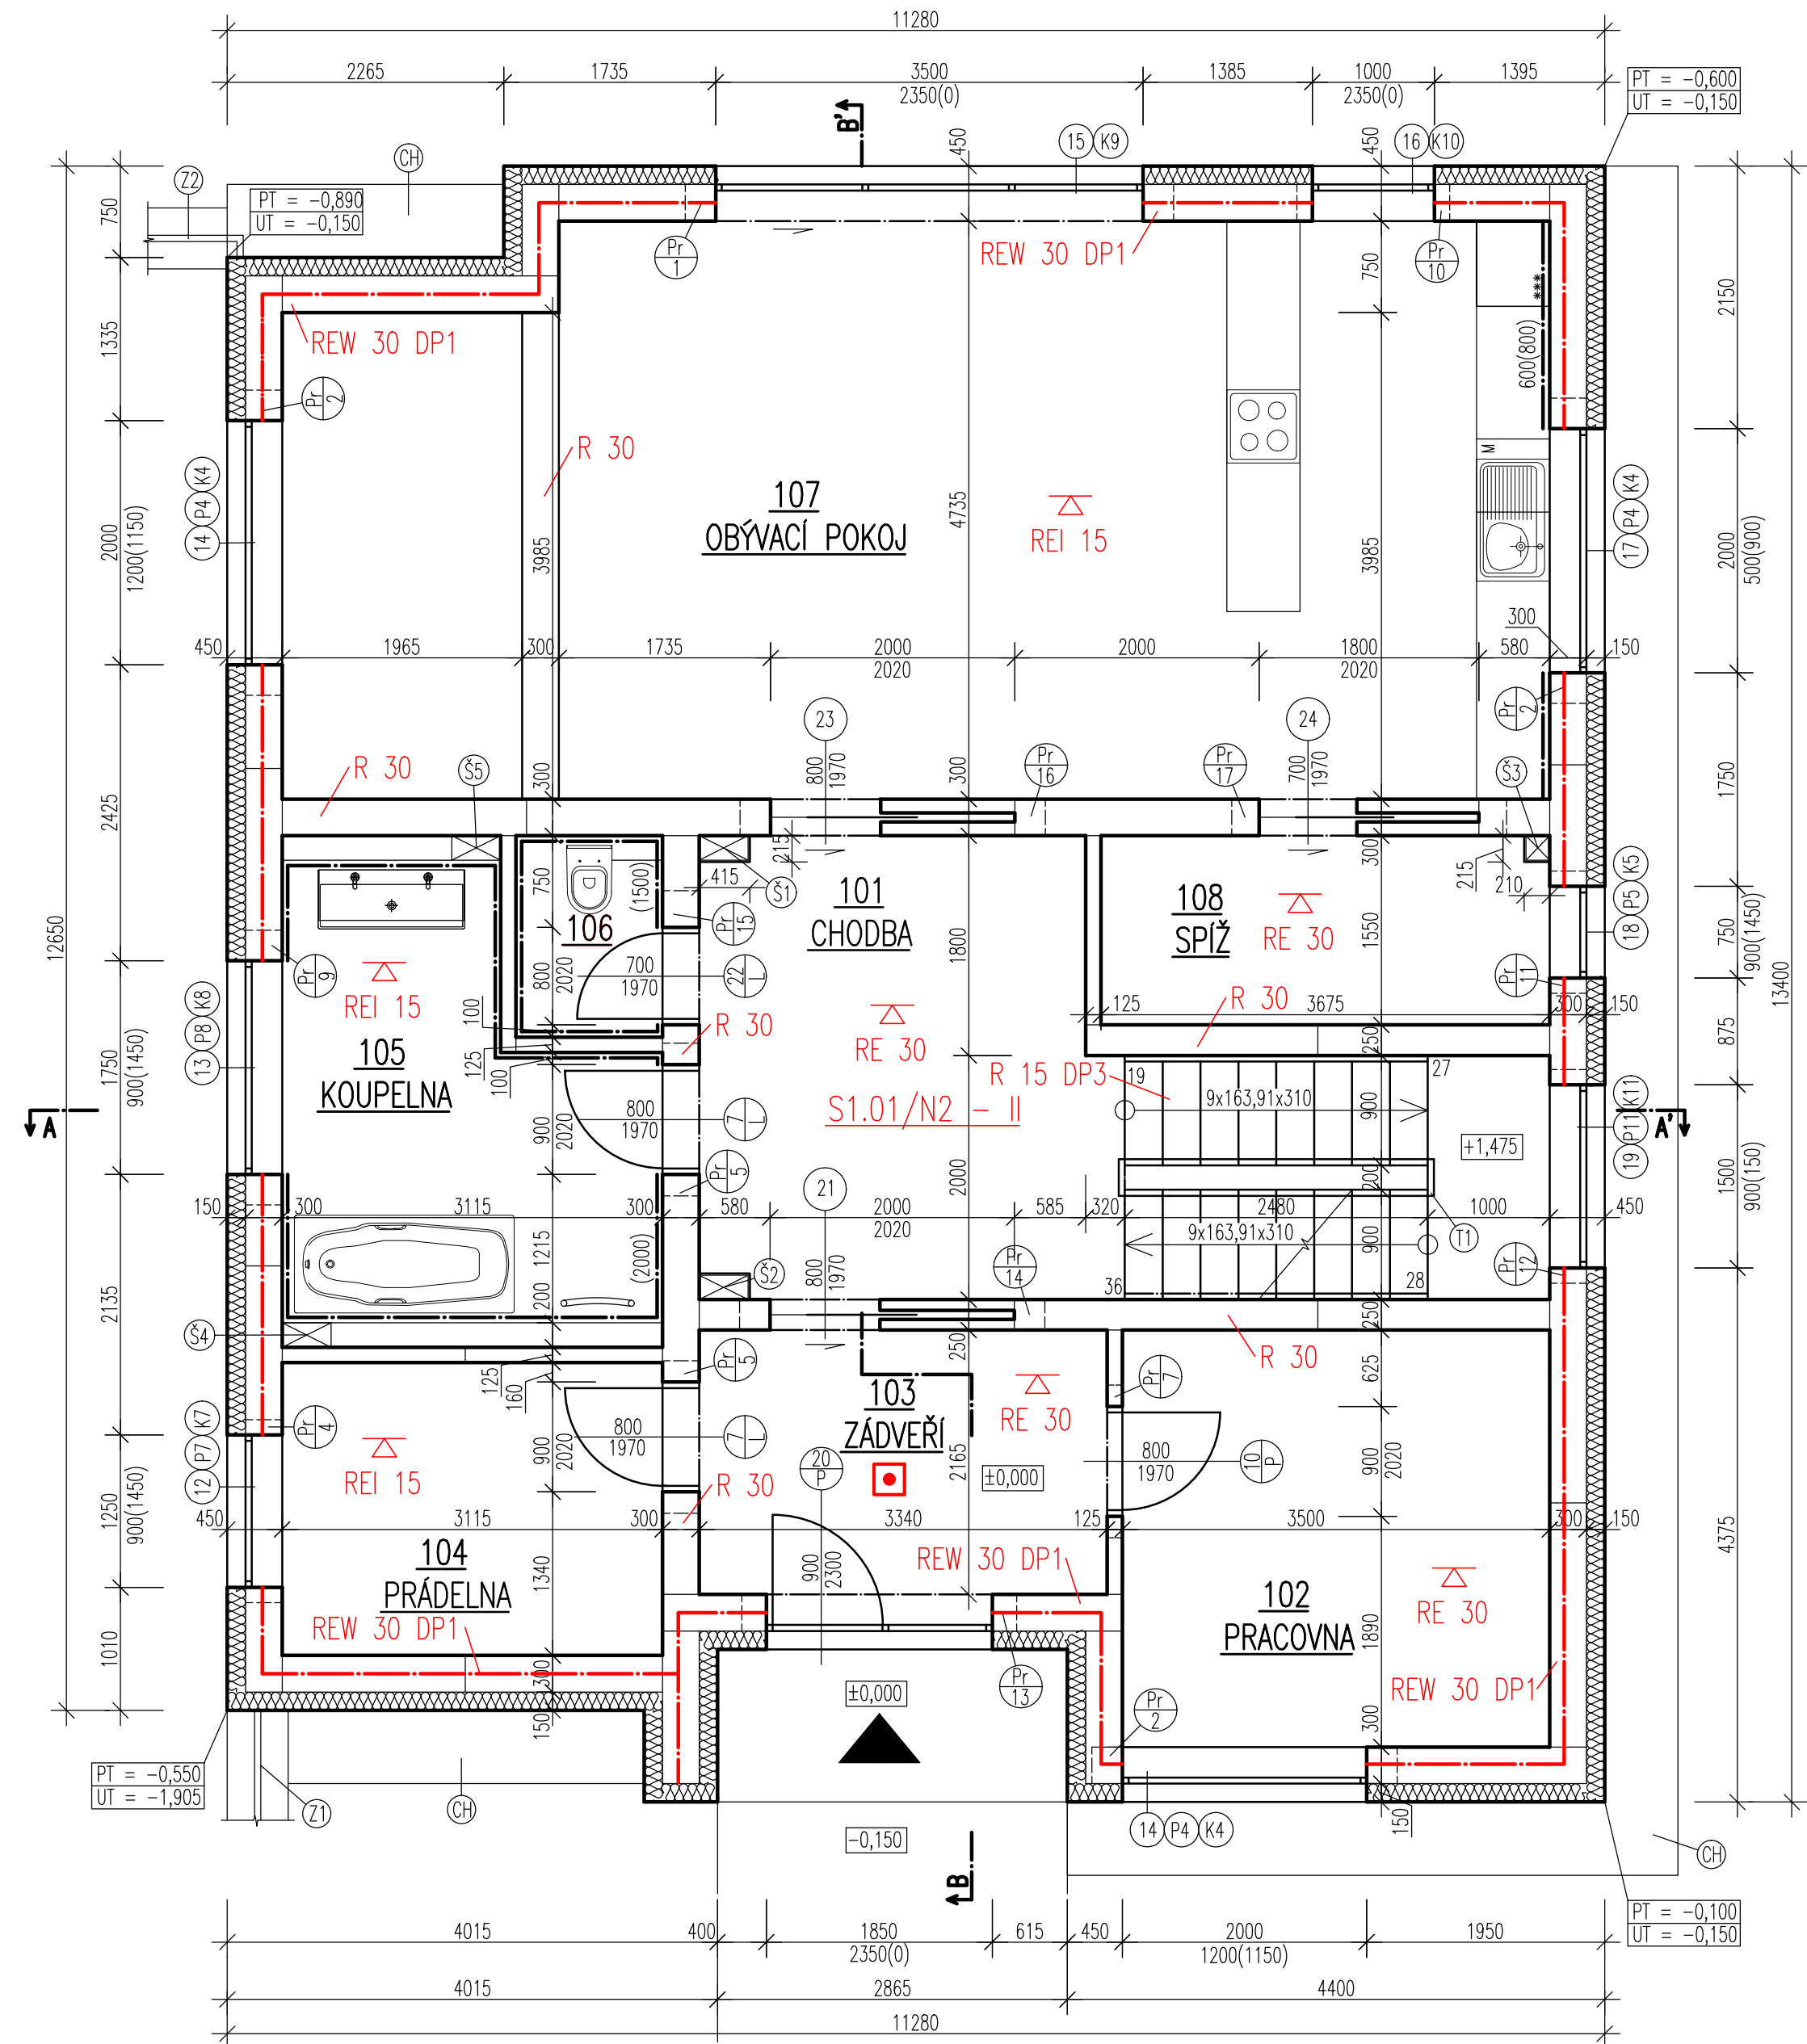 11280
2265
1735
3500
2350(0)
1385
1000
2350(0)
1395
PT = -0,600
UT = -0,150
B'
450
15
K9
450
16
K10
CH
Z2
PT = -0,890
UT = -0,150
750
Pr
1
REW 30 DP1
Pr
10
750
***
2150
1335
REW 30 DP1
600(800)
Pr
2
R 30
M
14
P4
K4
2000
1200(1150)
107
OBÝVACÍ POKOJ
3985
4735
REI 15
3985
17
P4
K4
2000
500(900)
300
450
1965
300
1735
2000
2020
2000
1800
2020
580
150
23
24
Pr
2
R 30
Š5
300
800
1970
300
Pr
16
Pr
17
700
1970
Š3
1750
2425
12650
13400
750
(1500)
215
415
Š1
101
CHODBA
108
SPÍŽ
RE 30
300
215
210
1550
18
P5
K5
750
900(1450)
106
Pr
15
1800
Pr
9
REI 15
800
2020
700
1970
22
L
Pr
11
13
P8
K8
1750
900(1450)
105
KOUPELNA
100
125
100
R 30
RE 30
125
3675
300
150
R 30
250
875
R 15 DP3
19
27
9x163,91x310
900
S1.01/N2 - II
A
900
2020
800
1970
7
L
+1,475
19
P11
K11
A'
1500
900(150)
Pr
5
21
2000
200
150
300
3115
300
580
2000
2020
585
320
2480
1000
450
1215
(2000)
9x163,91x310
900
T1
Pr
12
Š2
800
1970
Pr
14
36
28
2135
200
Š4
Pr
5
250
250
R 30
125
160
103
ZÁDVEŘÍ
RE 30
Pr
7
625
12
P7
K7
Pr
4
REI 15
900
2020
800
1970
7
L
20
P
2165
±0,000
800
1970
10
P
900
2020
1250
900(1450)
R 30
450
3115
300
3340
125
3500
300
150
4375
104
PRÁDELNA
1340
900
2300
REW 30 DP1
RE 30
102
PRACOVNA
1890
REW 30 DP1
1010
300
150
±0,000
Pr
13
Pr
2
REW 30 DP1
300
PT = -0,550
UT = -1,905
Z1
CH
-0,150
14
P4
K4
150
CH
B
PT = -0,100
UT = -0,150
4015
400
1850
2350(0)
615
450
2000
1200(1150)
1950
4015
2865
4400
11280